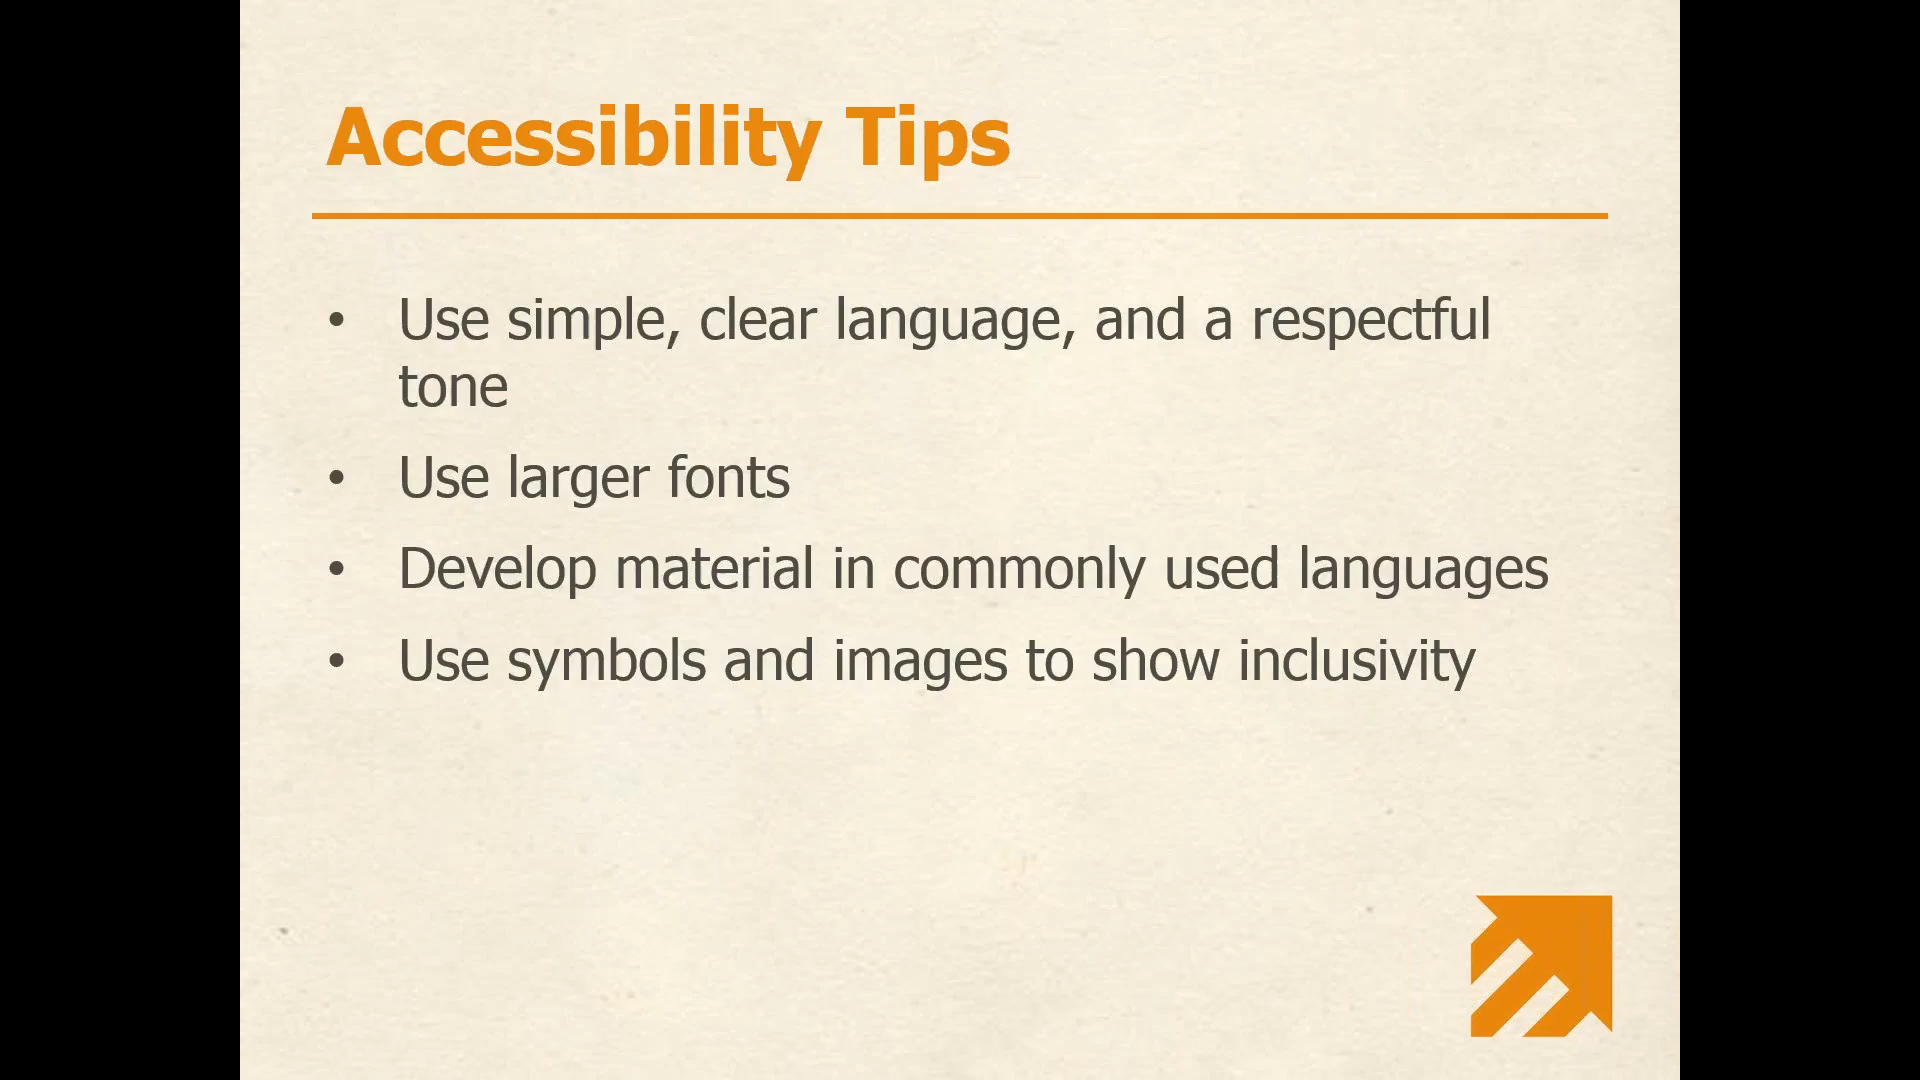 Accessibility Tips
• Use simple, clear language, and a respectful
tone
• Use larger fonts
• Develop material in commonly used languages
• Use symbols and images to show inclusivity